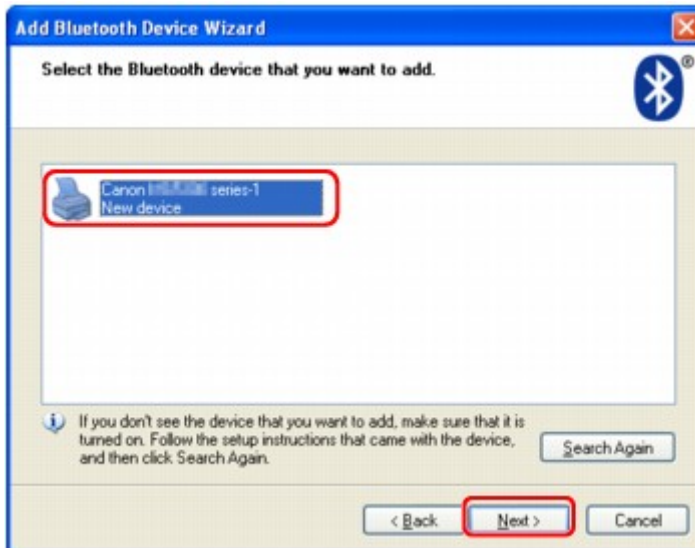 Add Bluetooth Device Wizard
Select the Bluetooth device that you want to add.
®
Canon series-1
New device
If you don't see the device that you want to add, make sure that it is
turned on. Follow the setup instructions that came with the device,
and then click Search Again.
Search Again
< Back Next > Cancel